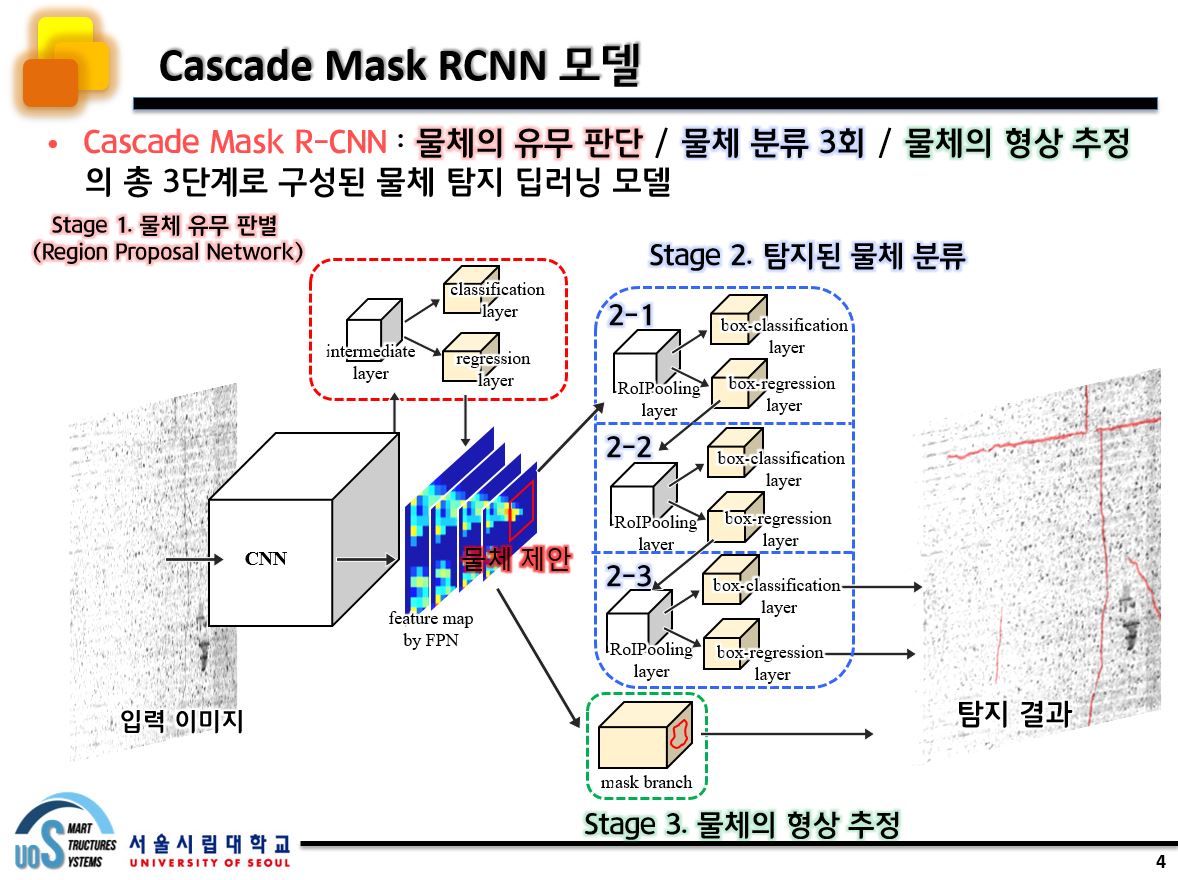 Cascade Mask RCNN 모델
• Cascade Mask R-CNN : 물체의 유무 판단 / 물체 분류 3회 / 물체의 형상 추정
의 총 3단계로 구성된 물체 탐지 딥러닝 모델
Stage 1. 물체 유무 판별
(Region Proposal Network)
classification
layer
intermediate
layer
regression
layer
CNN
feature map
by FPN
물체 제안
입력 이미지
Stage 2. 탐지된 물체 분류
2-1
box-classification
layer
RoIPooling
layer
box-regression
layer
2-2
box-classification
layer
RoIPooling
layer
box-regression
layer
2-3
box-classification
layer
RoIPooling
layer
box-regression
layer
탐지 결과
mask branch
Stage 3. 물체의 형상 추정
UOS
SMART
STRUCTURES
SYSTEMS
서울시립대학교
UNIVERSITY OF SEOUL
4